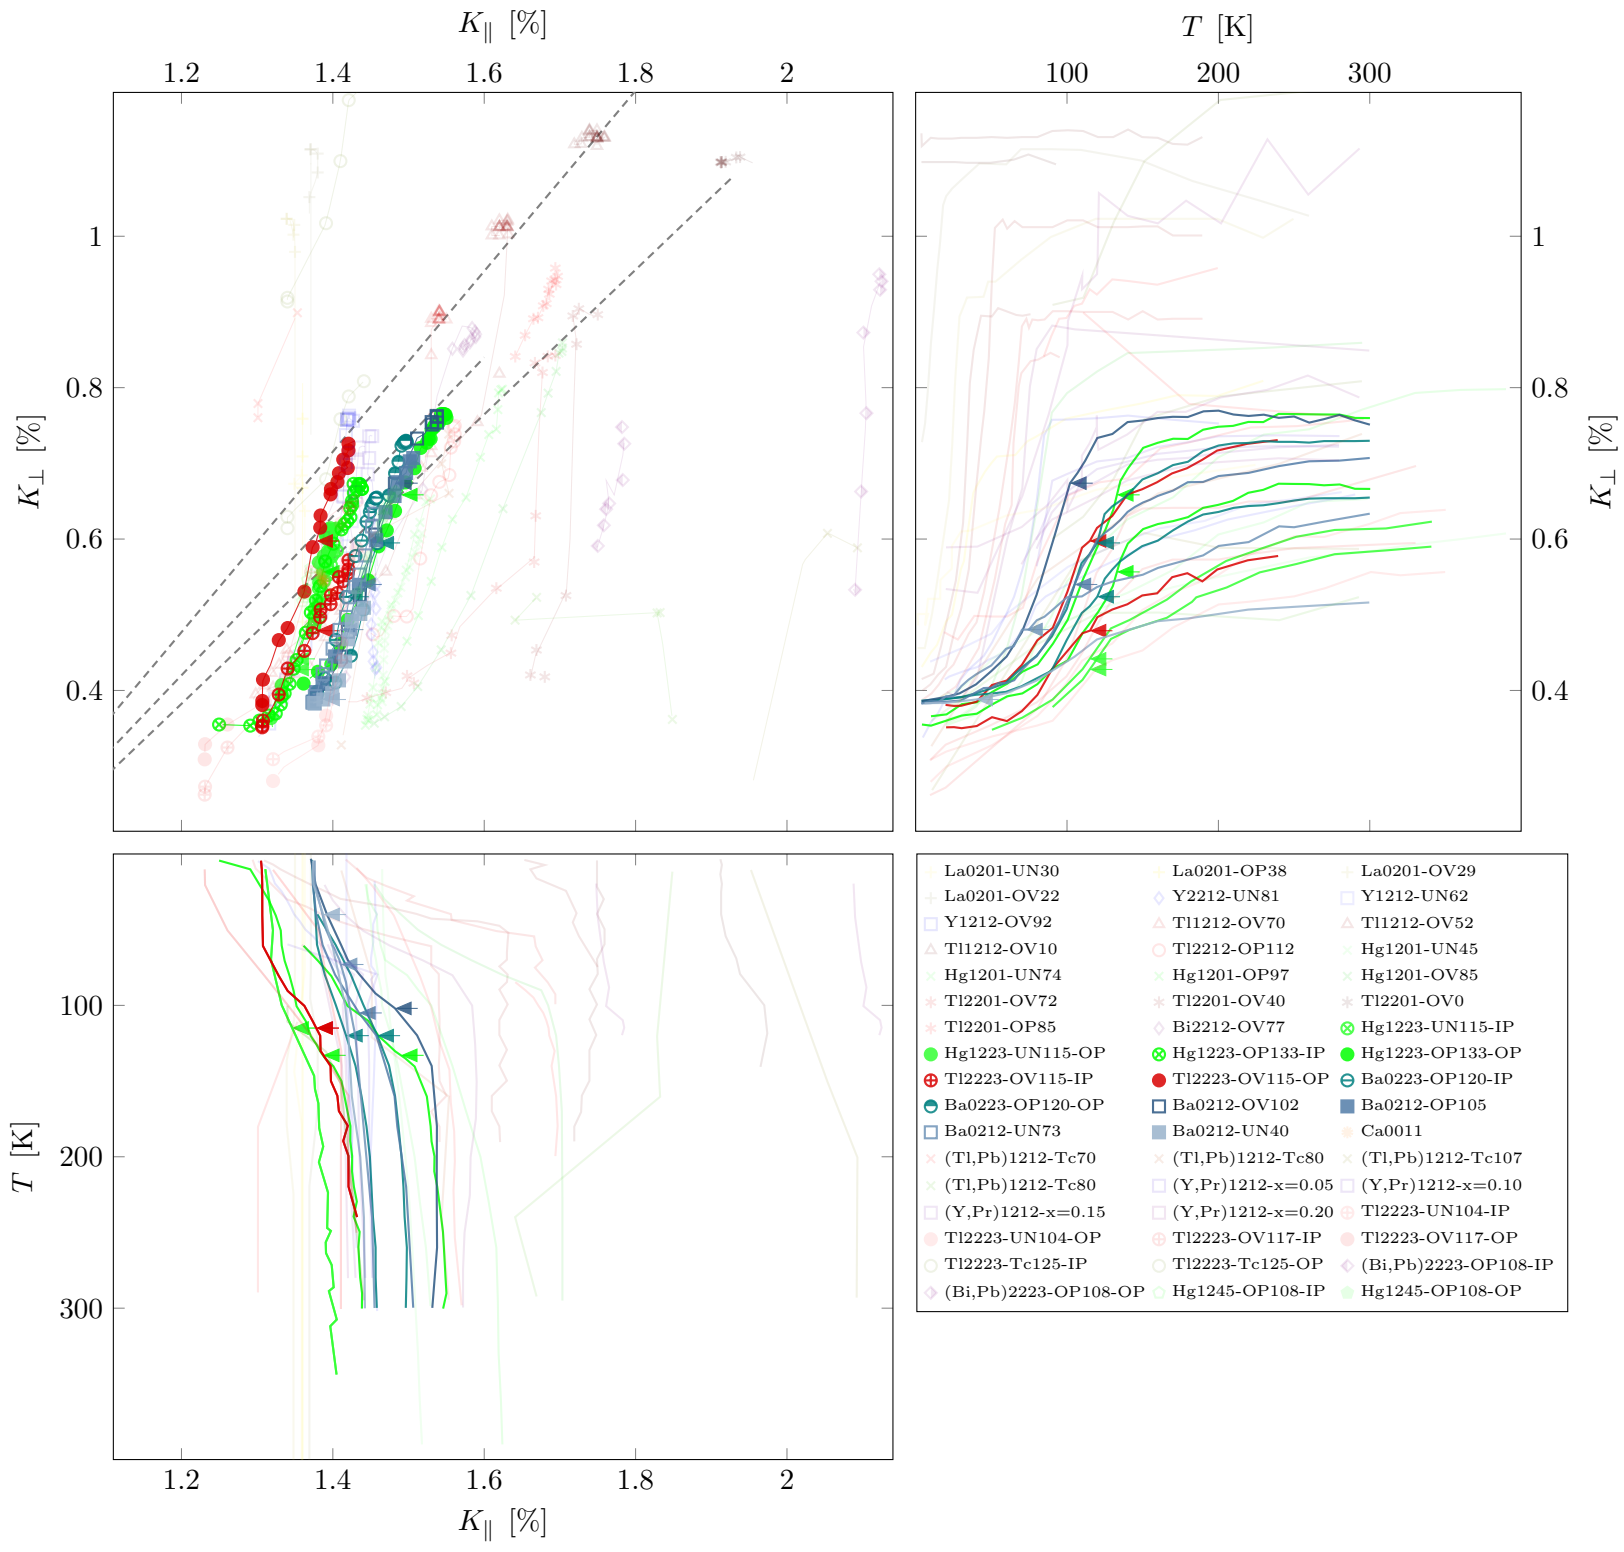 K∥ [%]
T [K]
1.2 1.4 1.6 1.8 2
100 200 300
1 1
0.8 0.8
K⊥ [%]
K⊥ [%]
0.6 0.6
0.4 0.4
La0201-UN30 La0201-OP38 La0201-OV29
La0201-OV22 Y2212-UN81 Y1212-UN62
Y1212-OV92 Tl1212-OV70 Tl1212-OV52
Tl1212-OV10 Tl2212-OP112 Hg1201-UN45
Hg1201-UN74 Hg1201-OP97 Hg1201-OV85
100
Tl2201-OV72 Tl2201-OV40 Tl2201-OV0
Tl2201-OP85 Bi2212-OV77 Hg1223-UN115-IP
Hg1223-UN115-OP Hg1223-OP133-IP Hg1223-OP133-OP
Tl2223-OV115-IP Tl2223-OV115-OP Ba0223-OP120-IP
Ba0223-OP120-OP Ba0212-OV102 Ba0212-OP105
Ba0212-UN73 Ba0212-UN40 Ca0011
T [K]
200
(Tl,Pb)1212-Tc70 (Tl,Pb)1212-Tc80 (Tl,Pb)1212-Tc107
(Tl,Pb)1212-Tc80 (Y,Pr)1212-x=0.05 (Y,Pr)1212-x=0.10
(Y,Pr)1212-x=0.15 (Y,Pr)1212-x=0.20 Tl2223-UN104-IP
Tl2223-UN104-OP Tl2223-OV117-IP Tl2223-OV117-OP
Tl2223-Tc125-IP Tl2223-Tc125-OP (Bi,Pb)2223-OP108-IP
(Bi,Pb)2223-OP108-OP Hg1245-OP108-IP Hg1245-OP108-OP
300
1.2 1.4 1.6 1.8 2
K∥ [%]